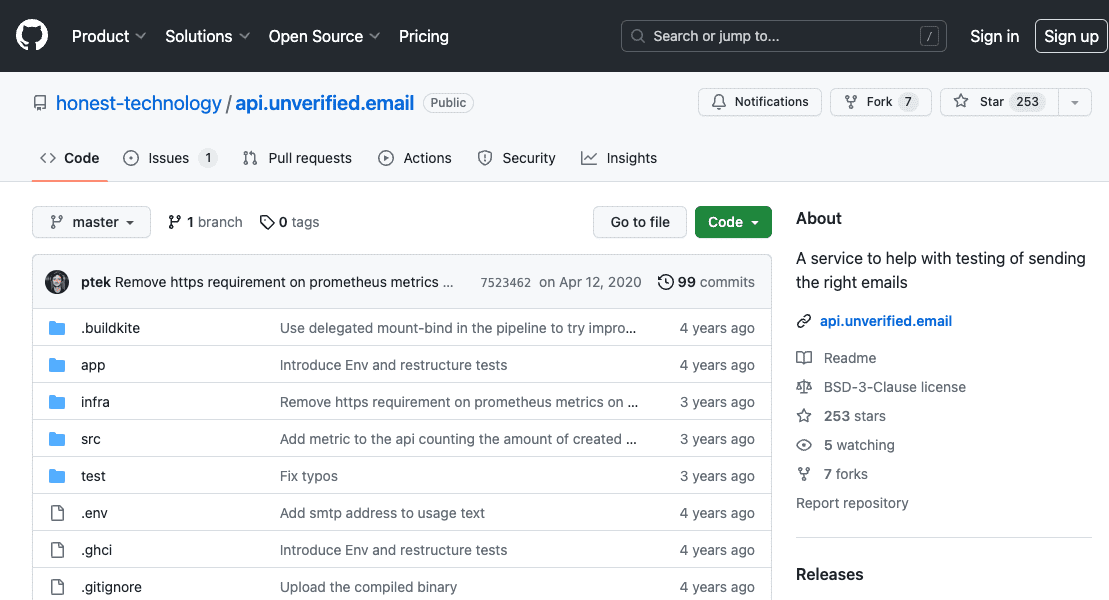 Product Solutions Open Source Pricing Search or jump to... / Sign in Sign up
honest-technology / api.unverified.email Public Notifications Fork 7 Star 253
Code Issues 1 Pull requests Actions Security Insights
master 1 branch 0 tags Go to file Code
ptek Remove https requirement on prometheus metrics ... 7523462 on Apr 12, 2020 99 commits
.buildkite Use delegated mount-bind in the pipeline to try impro... 4 years ago
app Introduce Env and restructure tests 4 years ago
infra Remove https requirement on prometheus metrics on ... 3 years ago
src Add metric to the api counting the amount of created ... 3 years ago
test Fix typos 3 years ago
.env Add smtp address to usage text 4 years ago
.ghci Introduce Env and restructure tests 4 years ago
.gitignore Upload the compiled binary 4 years ago
About
A service to help with testing of sending
the right emails
api.unverified.email
Readme
BSD-3-Clause license
253 stars
5 watching
7 forks
Report repository
Releases